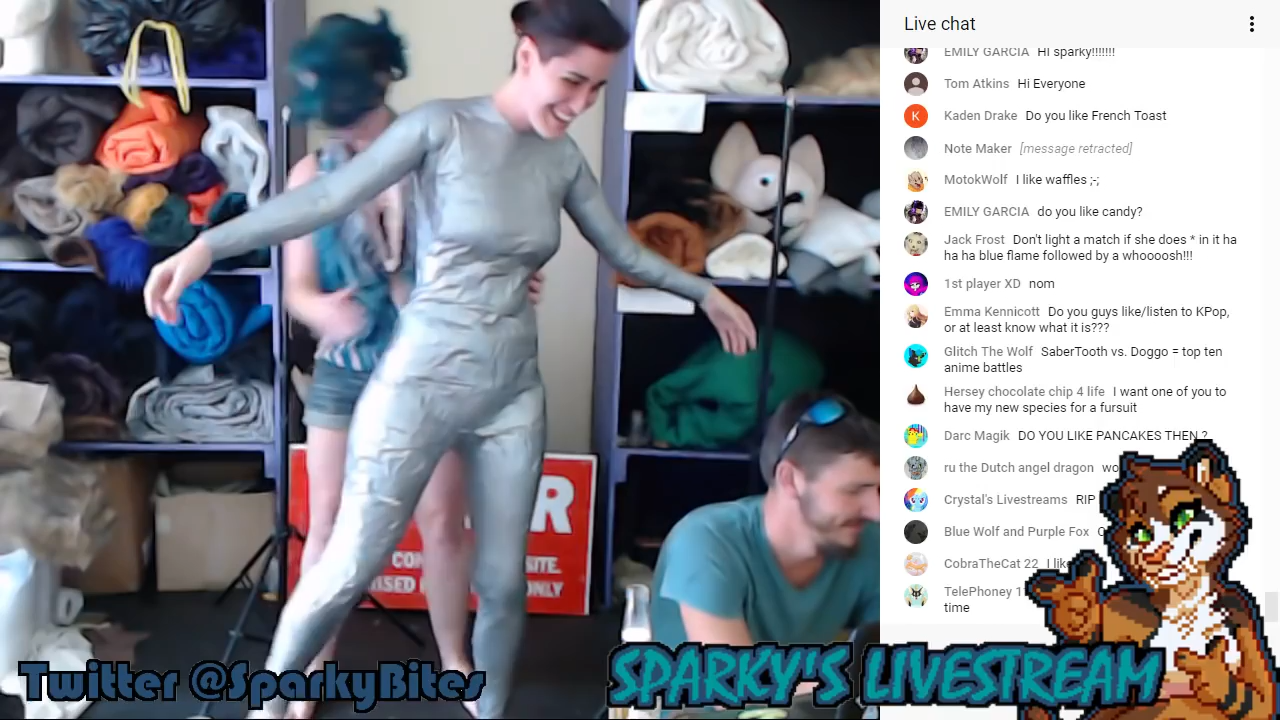 Live chat
EMILY GARCIA Hi sparky!!!!!!!
Tom Atkins Hi Everyone
K
Kaden Drake Do you like French Toast
Note Maker [message retracted]
MotokWolf I like waffles ;-;
EMILY GARCIA do you like candy?
Jack Frost Don't light a match if she does * in it ha
ha ha blue flame followed by a whoooosh!!!
1st player XD nom
Emma Kennicott Do you guys like/listen to KPop,
or at least know what it is???
Glitch The Wolf SaberTooth vs. Doggo = top ten
anime battles
Hersey chocolate chip 4 life I want one of you to
have my new species for a fursuit
Darc Magik DO YOU LIKE PANCAKES THEN ?
ru the Dutch angel dragon
Crystal's Livestreams RIP
Blue Wolf and Purple Fox
CobraTheCat 22 I like
TelePhoney
time
R
CON SITE.
ONLY
Twitter @SparkyBites
SPARKY'S LIVESTREAM